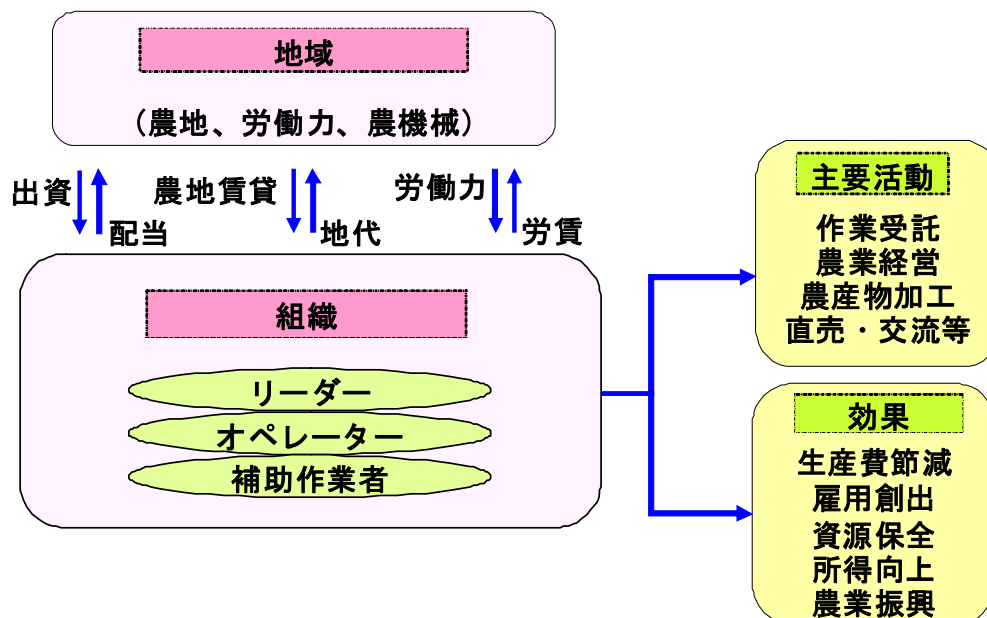 地域
（農地、労働力、農機械）
出資
配当
農地賃貸
地代
労働力
労賃
組織
リーダー
オペレーター
補助作業者
主要活動
作業受託
農業経営
農産物加工
直売・交流等
効果
生産費節減
雇用創出
資源保全
所得向上
農業振興